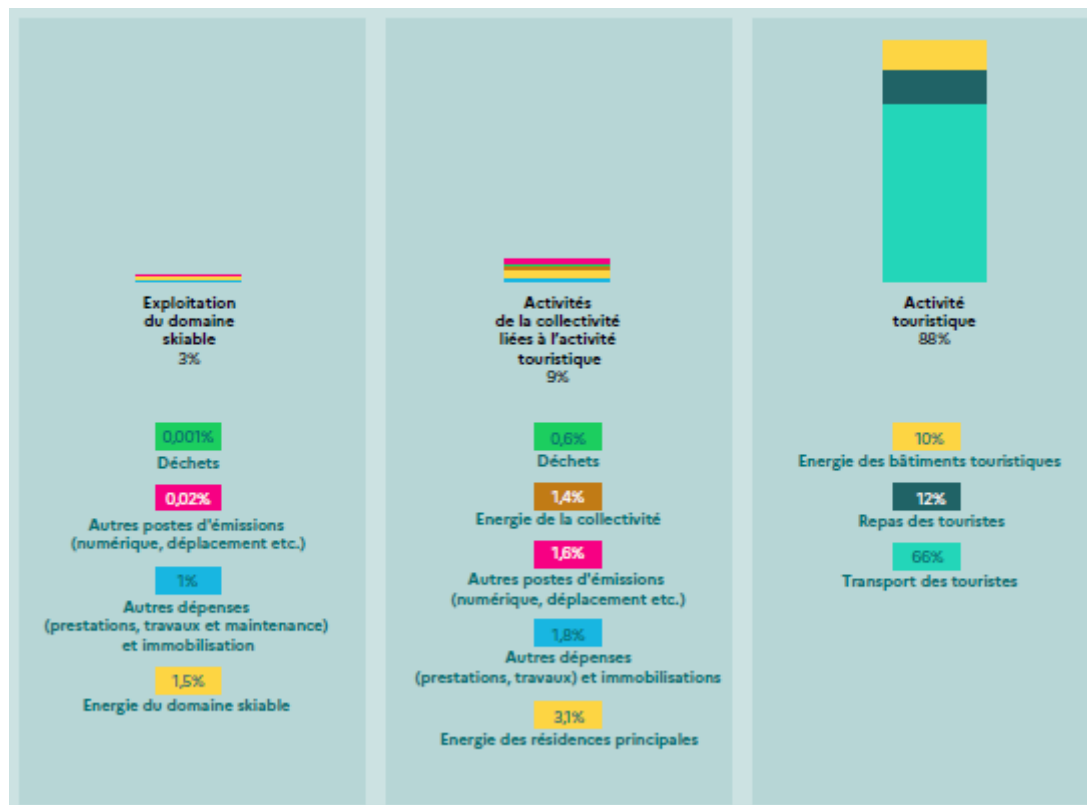 Exploitation
du domaine
skiable
3%
0,001%
Déchets
0,02%
Autres postes d'émissions
(numérique, déplacement etc.)
1%
Autres dépenses
(prestations, travaux et maintenance)
et immobilisation
1,5%
Energie du domaine skiable
Activités
de la collectivité
liées à l'activité
touristique
9%
0,6%
Déchets
1,4%
Energie de la collectivité
1,6%
Autres postes d'émissions
(numérique, déplacement etc.)
1,8%
Autres dépenses
(prestations, travaux) et immobilisations
3,1%
Energie des résidences principales
Activité
touristique
88%
10%
Energie des bâtiments touristiques
12%
Repas des touristes
66%
Transport des touristes